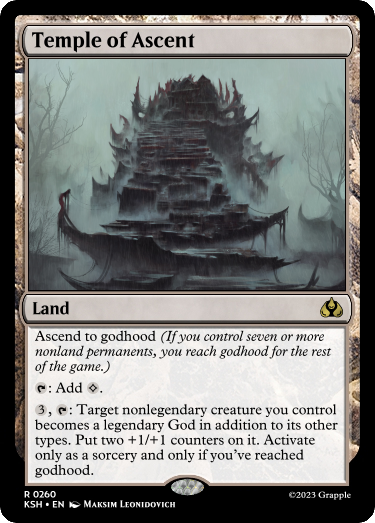 Temple of Ascent
Land
Ascend to godhood (If you control seven or more
nonland permanents, you reach godhood for the rest
of the game.)
: Add .
3, : Target nonlegendary creature you control
becomes a legendary God in addition to its other
types. Put two +1/+1 counters on it. Activate
only as a sorcery and only if you've reached
godhood.
R 0260
KSH • EN Maksim Leonidovich
©2023 Grapple